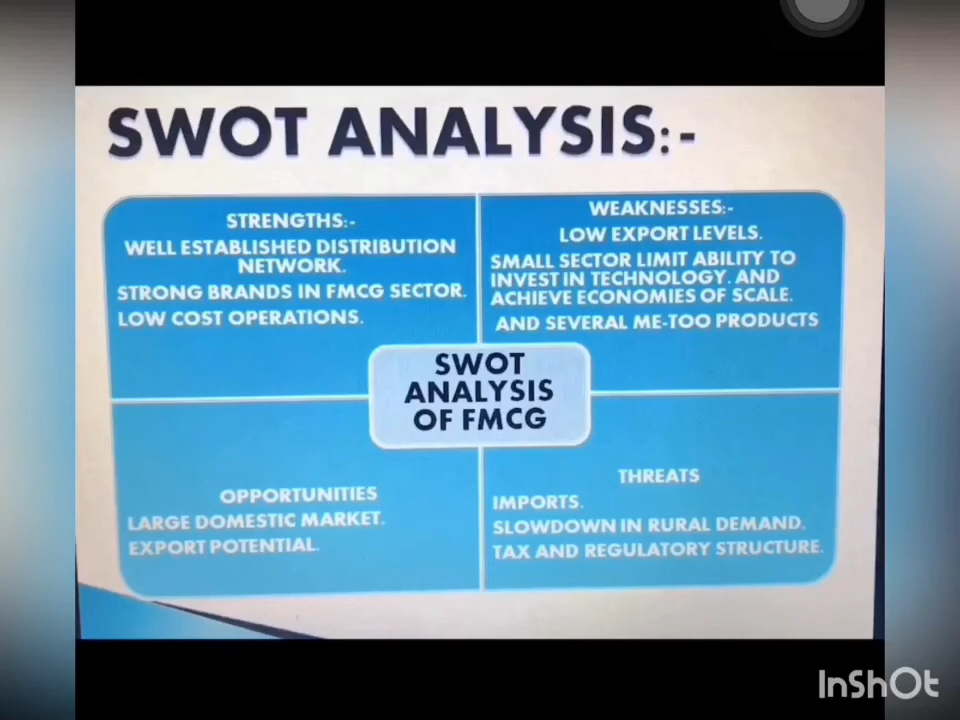 SWOT ANALYSIS:-
STRENGTHS:-
WELL ESTABLISHED DISTRIBUTION
NETWORK.
STRONG BRANDS IN FMCG SECTOR.
LOW COST OPERATIONS.
WEAKNESSES:-
LOW EXPORT LEVELS.
SMALL SECTOR LIMIT ABILITY TO
INVEST IN TECHNOLOGY. AND
ACHIEVE ECONOMIES OF SCALE.
AND SEVERAL ME-TOO PRODUCTS
SWOT
ANALYSIS
OF FMCG
OPPORTUNITIES
LARGE DOMESTIC MARKET.
EXPORT POTENTIAL.
THREATS
IMPORTS.
SLOWDOWN IN RURAL DEMAND.
TAX AND REGULATORY STRUCTURE.
InShOt